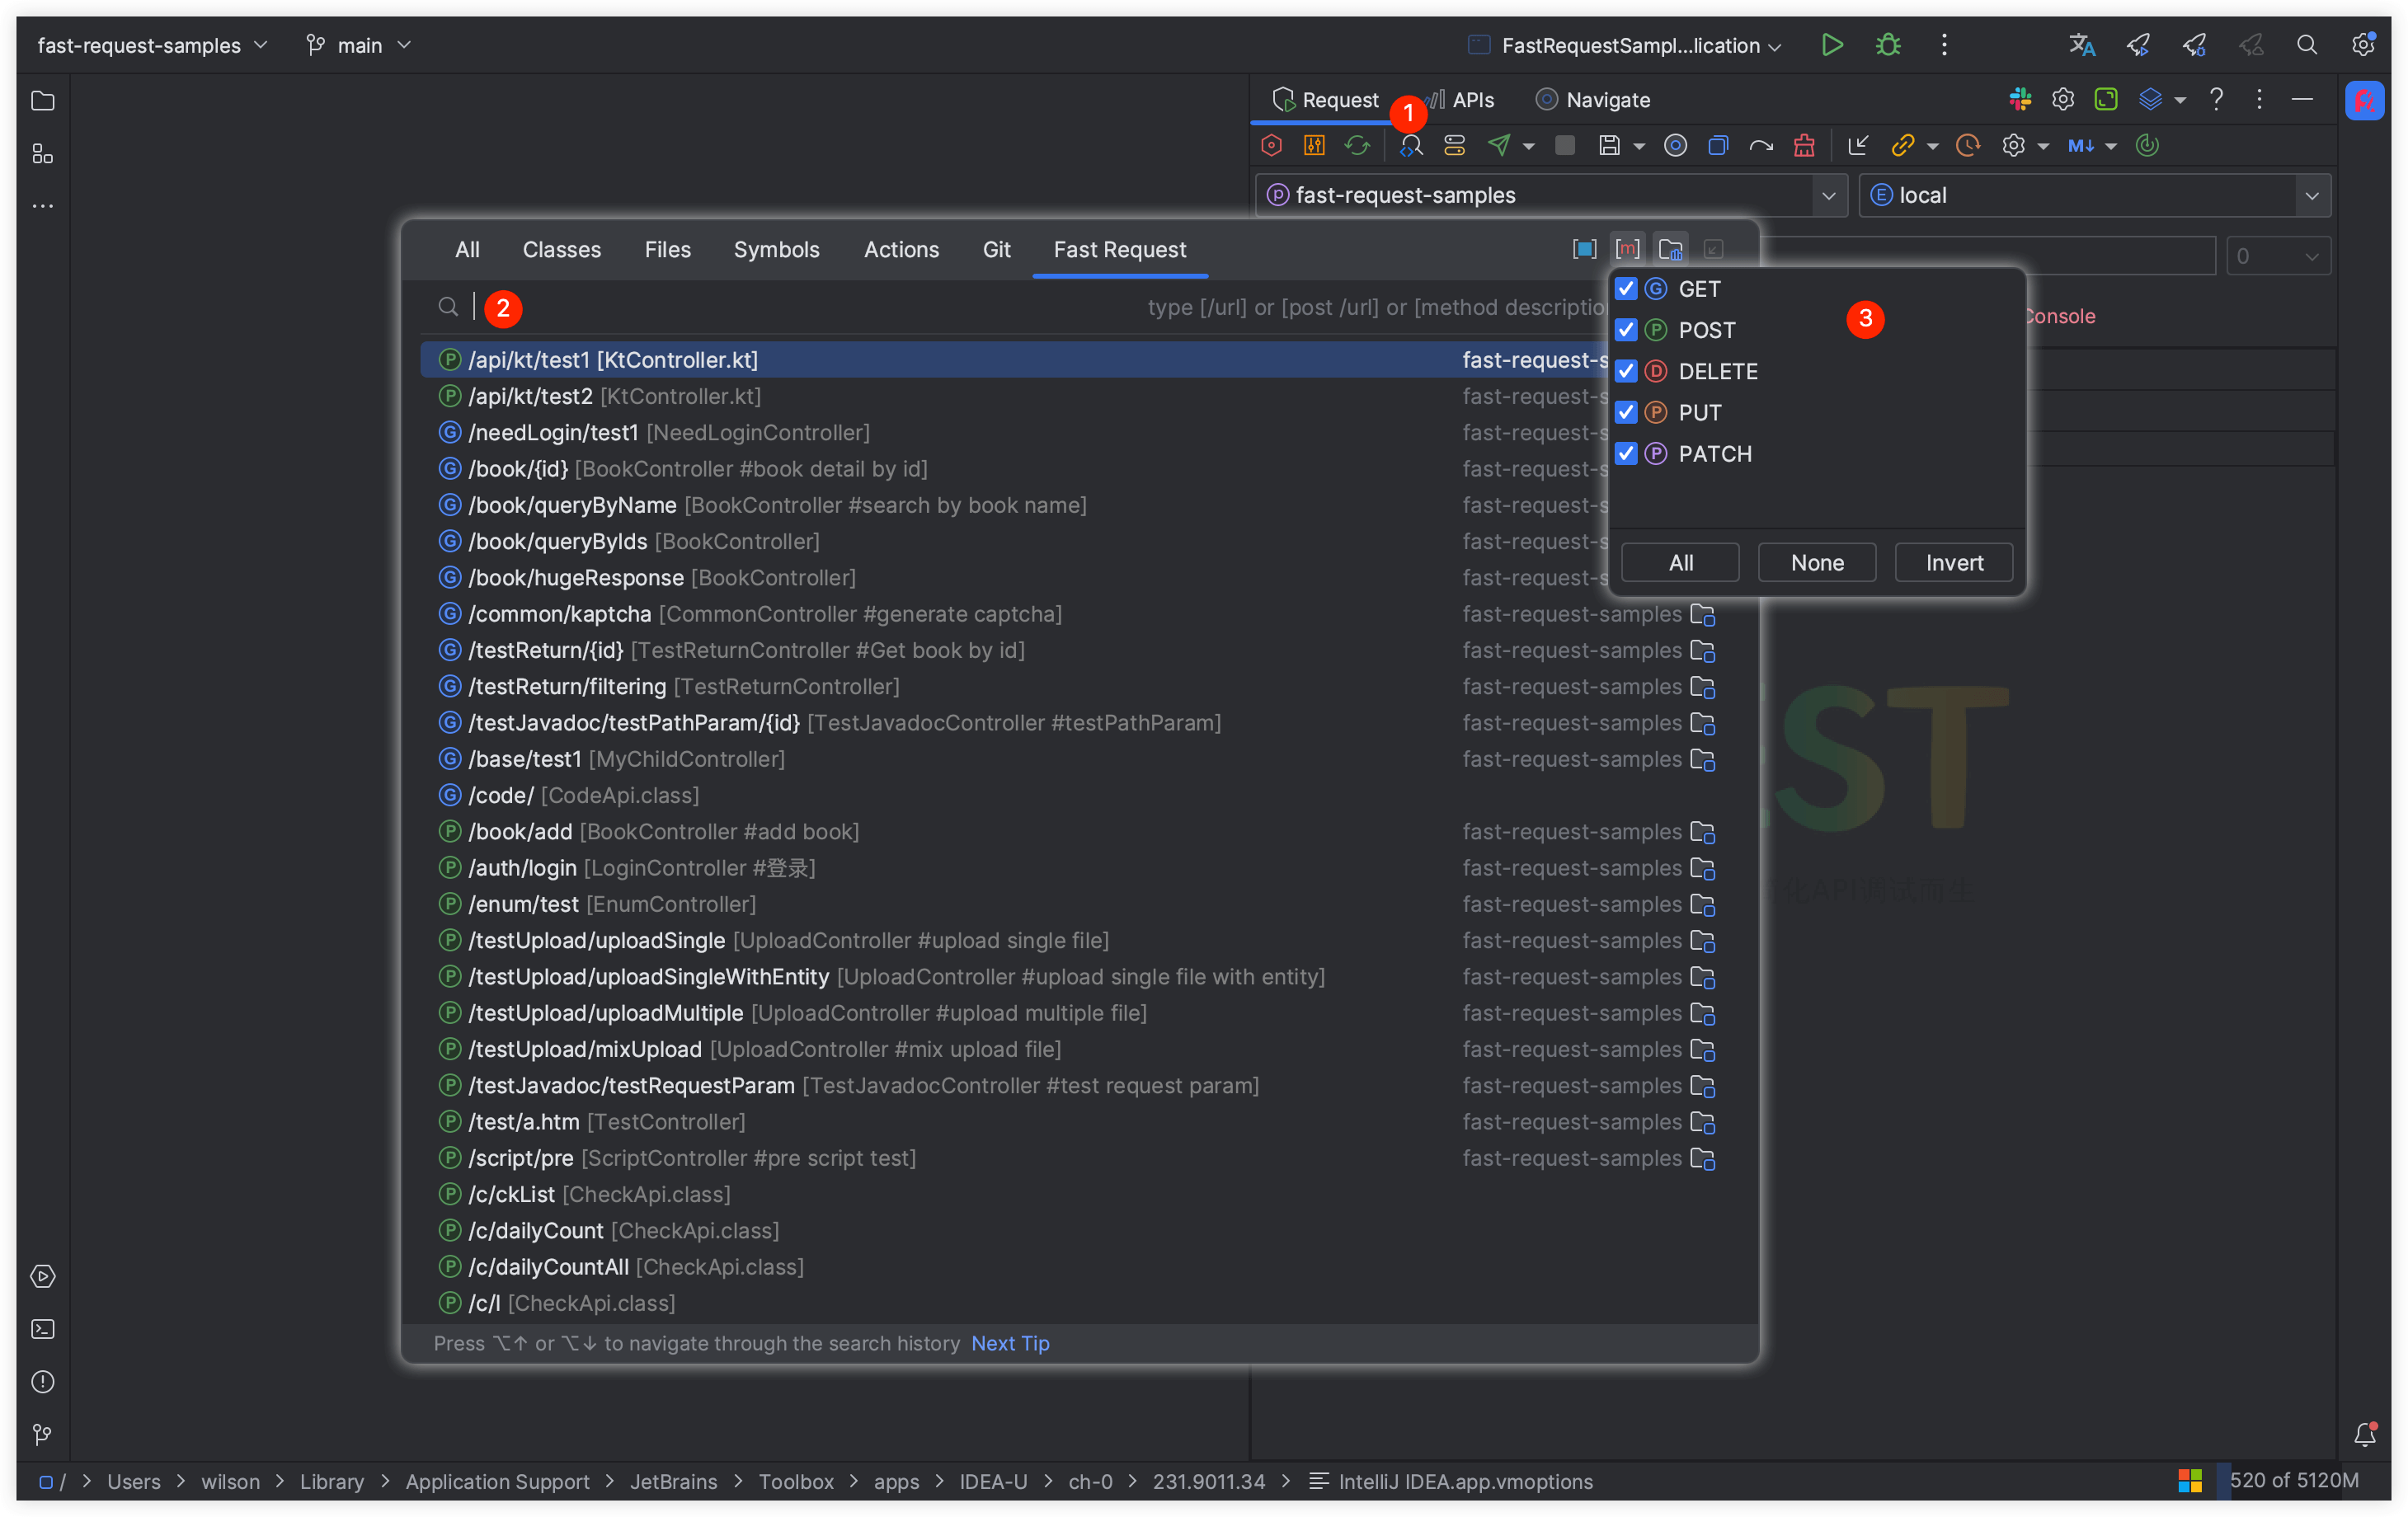 fast-request-samples
main
FastRequestSampl...lication
Request
1
APIs
Navigate
M↓
fast-request-samples
local
All Classes Files Symbols Actions Git Fast Request
[m]
0
2
type [/url] or [post /url] or [method descriptio
GET
3
Console
POST
DELETE
PUT
PATCH
All None Invert
/api/kt/test1 [KtController.kt] fast-request-s
/api/kt/test2 [KtController.kt] fast-request-s
/needLogin/test1 [NeedLoginController] fast-request-s
/book/{id} [BookController #book detail by id] fast-request-s
/book/queryByName [BookController #search by book name] fast-request-s
/book/queryByIds [BookController] fast-request-s
/book/hugeResponse [BookController] fast-request-s
/common/kaptcha [CommonController #generate captcha] fast-request-samples
/testReturn/{id} [TestReturnController #Get book by id] fast-request-samples
/testReturn/filtering [TestReturnController] fast-request-samples
/testJavadoc/testPathParam/{id} [TestJavadocController #testPathParam] fast-request-samples
/base/test1 [MyChildController] fast-request-samples
/code/ [CodeApi.class]
/book/add [BookController #add book] fast-request-samples
/auth/login [LoginController #登录] fast-request-samples
/enum/test [EnumController] fast-request-samples
/testUpload/uploadSingle [UploadController #upload single file] fast-request-samples
/testUpload/uploadSingleWithEntity [UploadController #upload single file with entity] fast-request-samples
/testUpload/uploadMultiple [UploadController #upload multiple file] fast-request-samples
/testUpload/mixUpload [UploadController #mix upload file] fast-request-samples
/testJavadoc/testRequestParam [TestJavadocController #test request param] fast-request-samples
/test/a.htm [TestController] fast-request-samples
/script/pre [ScriptController #pre script test] fast-request-samples
/c/ckList [CheckApi.class]
/c/dailyCount [CheckApi.class]
/c/dailyCountAll [CheckApi.class]
/c/l [CheckApi.class]
ST
化API调试而生
Press ⌥↑ or ⌥↓ to navigate through the search history Next Tip
/ > Users > wilson > Library > Application Support > JetBrains > Toolbox > apps > IDEA-U > ch-0 > 231.9011.34 > IntelliJ IDEA.app.vmoptions
520 of 5120M